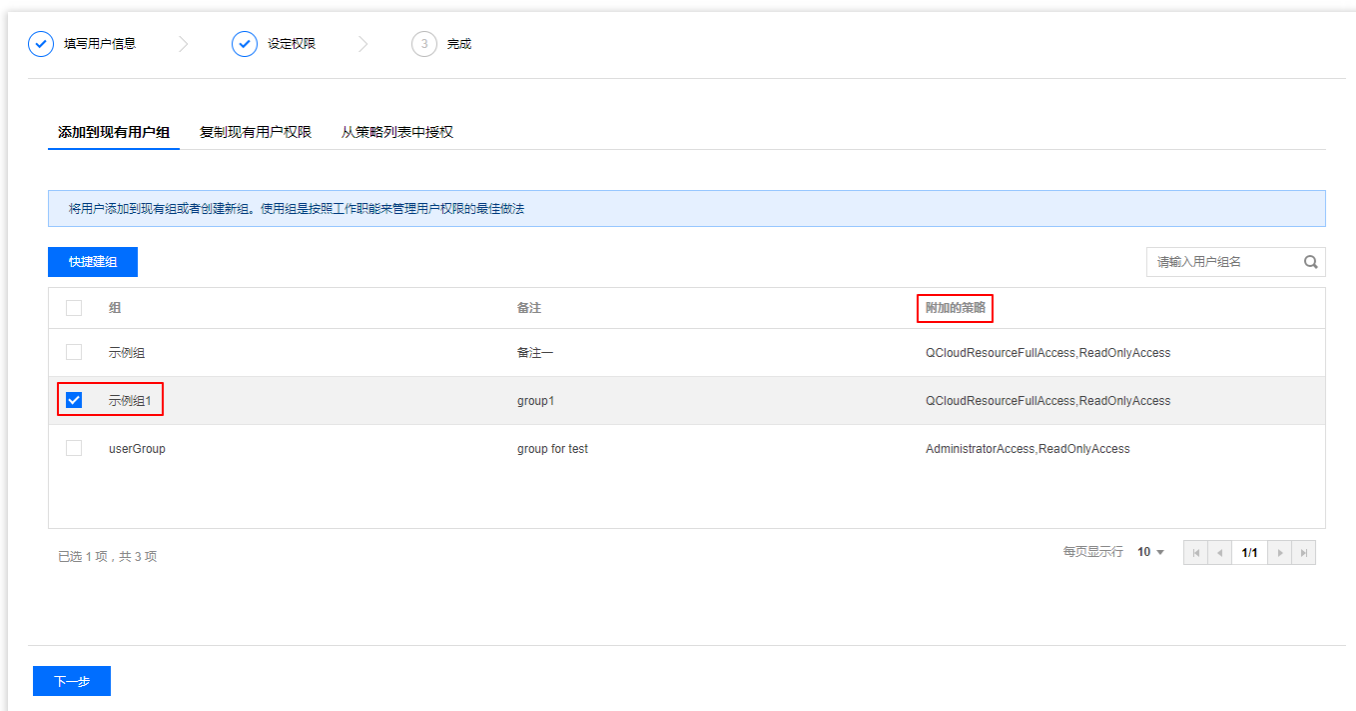 填写用户信息 设定权限 3 完成
添加到现有用户组 复制现有用户权限 从策略列表中授权
将用户添加到现有组或者创建新组。使用组是按照工作职能来管理用户权限的最佳做法
快捷建组 请输入用户组名
组 备注 附加的策略
示例组 备注一 QCloudResourceFullAccess,ReadOnlyAccess
示例组1 group1 QCloudResourceFullAccess,ReadOnlyAccess
userGroup group for test AdministratorAccess,ReadOnlyAccess
已选 1 项，共 3 项 每页显示行 10 1/1
下一步